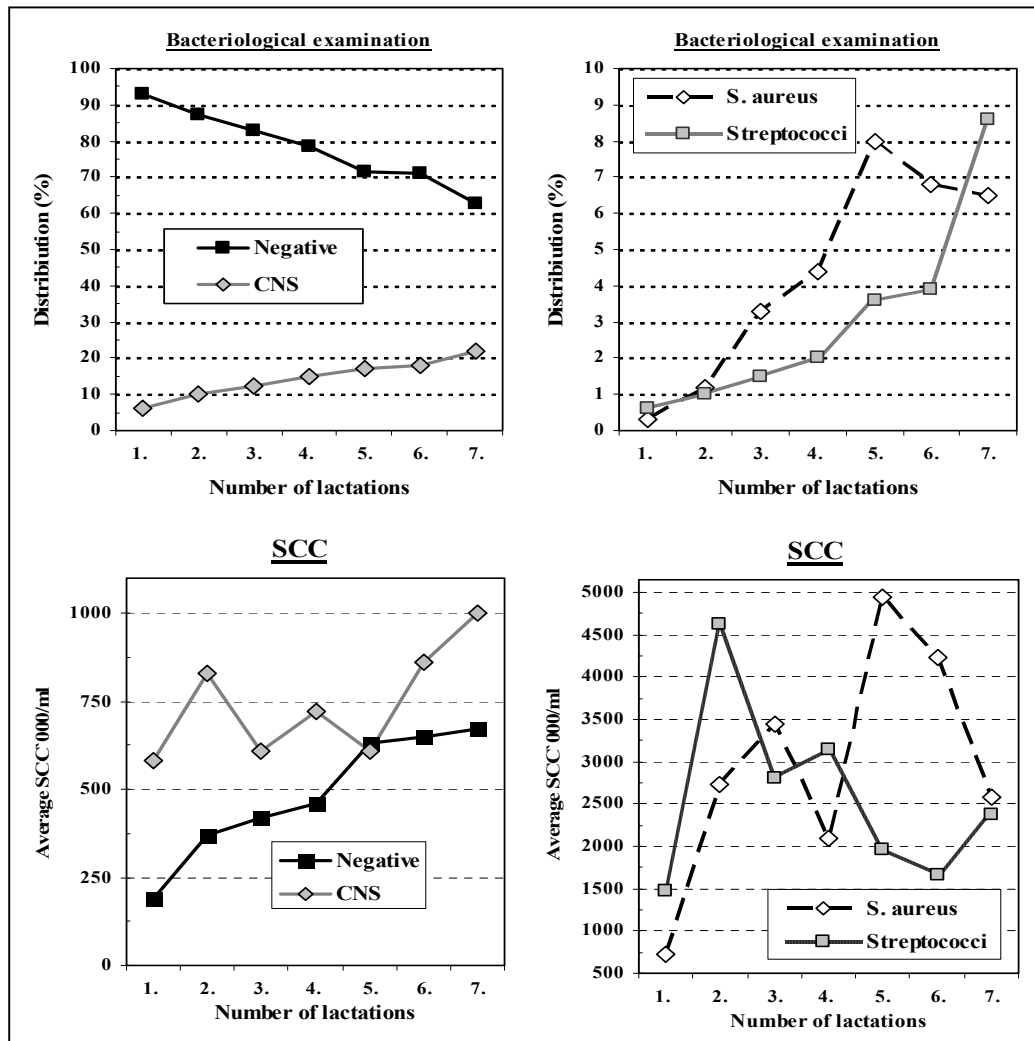 Bacteriological examination
100
90
80
70
60
50
40
30
20
10
0
Distribiution (%)
Negative
CNS
1. 2. 3. 4. 5. 6. 7.
Number of lactations
Bacteriological examination
10
9
8
7
6
5
4
3
2
1
0
Distribiution (%)
S. aureus
Streptococci
1. 2. 3. 4. 5. 6. 7.
Number of lactations
SCC
1000
750
500
250
0
Average SCC 000/ml
Negative
CNS
1. 2. 3. 4. 5. 6. 7.
Number of lactations
SCC
5000
4500
4000
3500
3000
2500
2000
1500
1000
500
Average SCC 000/ml
S. aureus
Streptococci
1. 2. 3. 4. 5. 6. 7.
Number of lactations